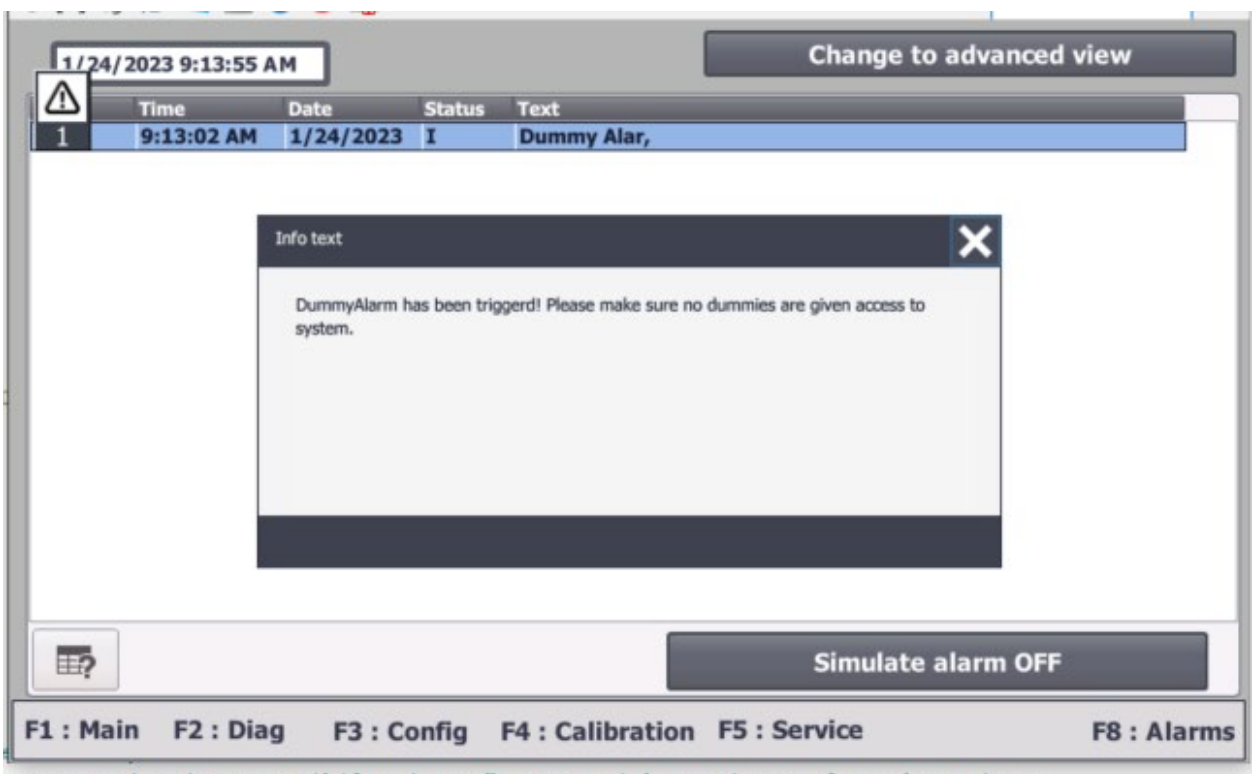 1/24/2023 9:13:55 AM
Change to advanced view
Time Date Status Text
1 9:13:02 AM 1/24/2023 I Dummy Alar,
Info text
DummyAlarm has been triggerd! Please make sure no dummies are given access to
system.
Simulate alarm OFF
F1 : Main F2 : Diag F3 : Config F4 : Calibration F5 : Service F8 : Alarms